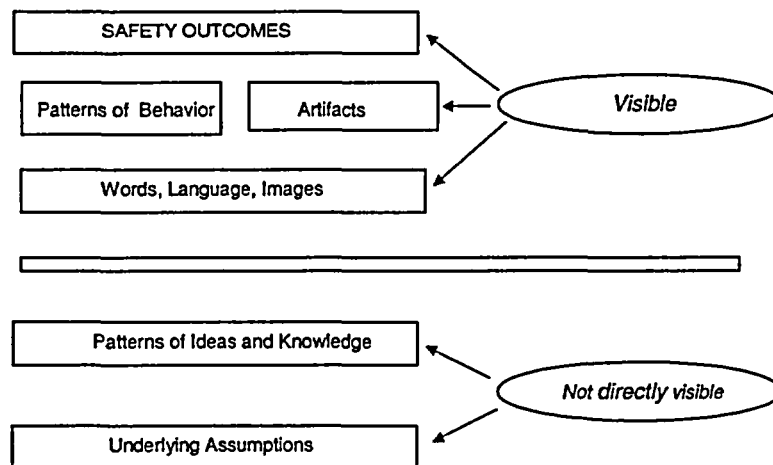 SAFETY OUTCOMES
Patterns of Behavior
Artifacts
Visible
Words, Language, Images
Patterns of Ideas and Knowledge
Not directly visible
Underlying Assumptions